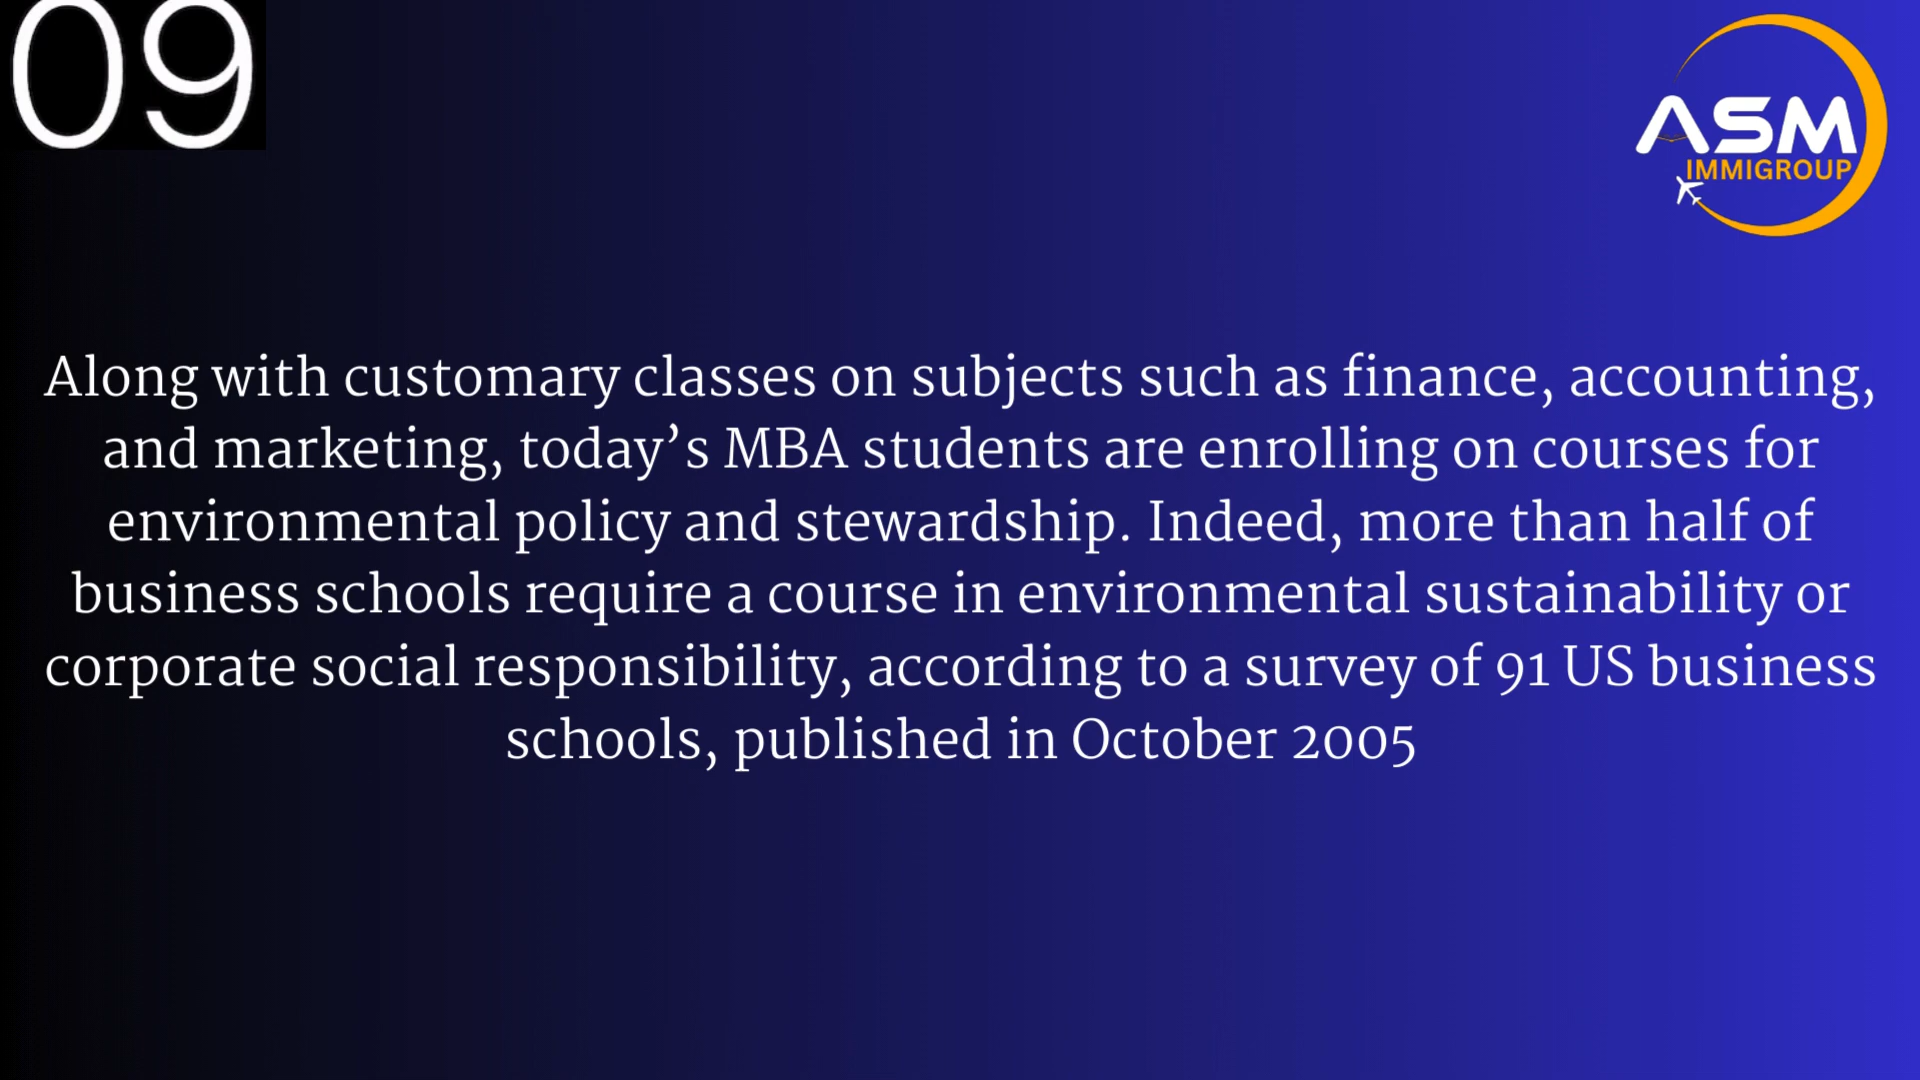 09
ASM
IMMIGROUP
Along with customary classes on subjects such as finance, accounting,
and marketing, today’s MBA students are enrolling on courses for
environmental policy and stewardship. Indeed, more than half of
business schools require a course in environmental sustainability or
corporate social responsibility, according to a survey of 91 US business
schools, published in October 2005